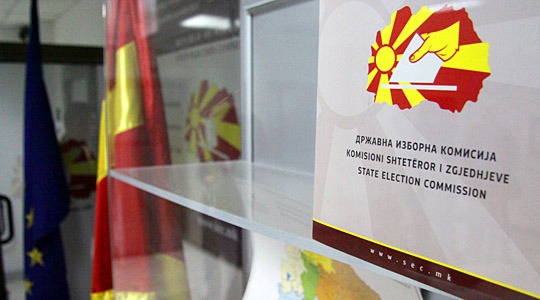 ДРЖАВНА ИЗБОРНА КОМИСИЈА
KOMISIONI SHTETËROR I ZGJEDHJEVE
STATE ELECTION COMMISSION
www.sec.mk